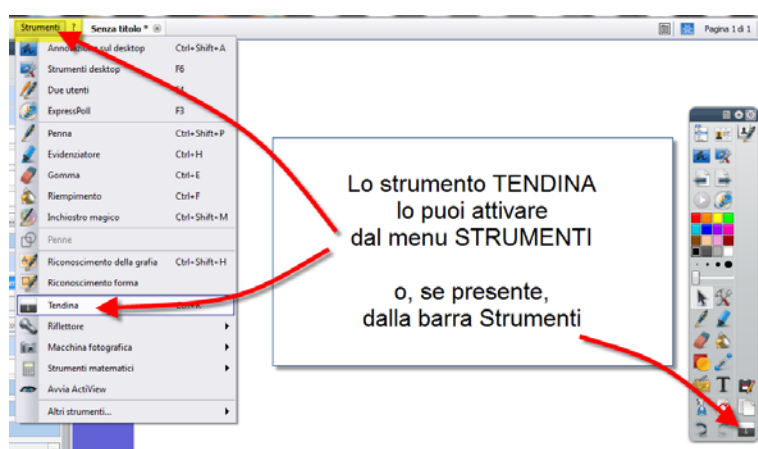 Strumenti ? Senza titolo *
Pagina 1 di 1
Annotazione sul desktop Ctrl+Shift+A
Strumenti desktop F6
Due utenti
ExpressPoll F3
Penna Ctrl+Shift+P
Evidenziatore Ctrl+H
Gomma Ctrl+E
Riempimento Ctrl+F
Inchiostro magico Ctrl+Shift+M
Penne
Riconoscimento della grafia Ctrl+Shift+H
Riconoscimento forma
Tendina
Riflettore
Macchina fotografica
Strumenti matematici
Avvia ActiView
Altri strumenti...
Lo strumento TENDINA
lo puoi attivare
dal menu STRUMENTI
o, se presente,
dalla barra Strumenti